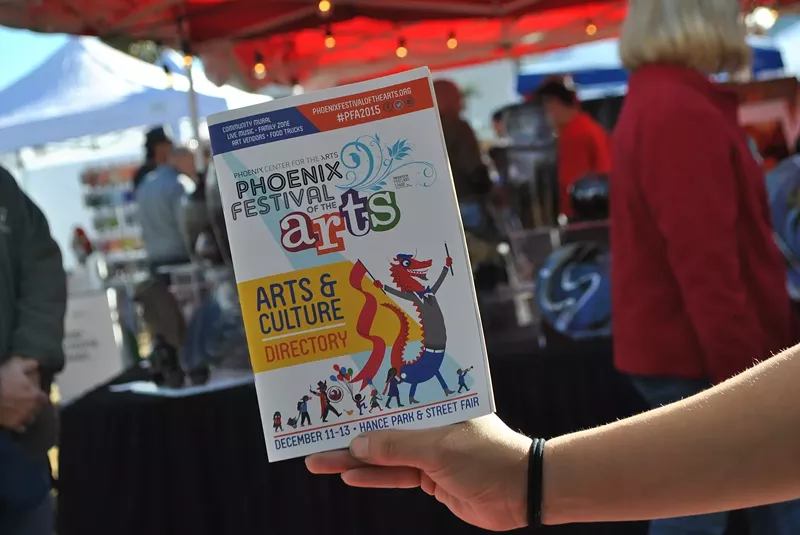 COMMUNITY MURAL
LIVE MUSIC • FAMILY ZONE
ART VENDORS • FOOD TRUCKS
PHOENIXFESTIVALOFTHEARTS.ORG
#PFA2015
PHOENIX CENTER FOR THE ARTS
PHOENIX
FESTIVAL
OF THE
arts
ARTS &
CULTURE
DIRECTORY
DECEMBER 11-13 • HANCE PARK & STREET FAIR